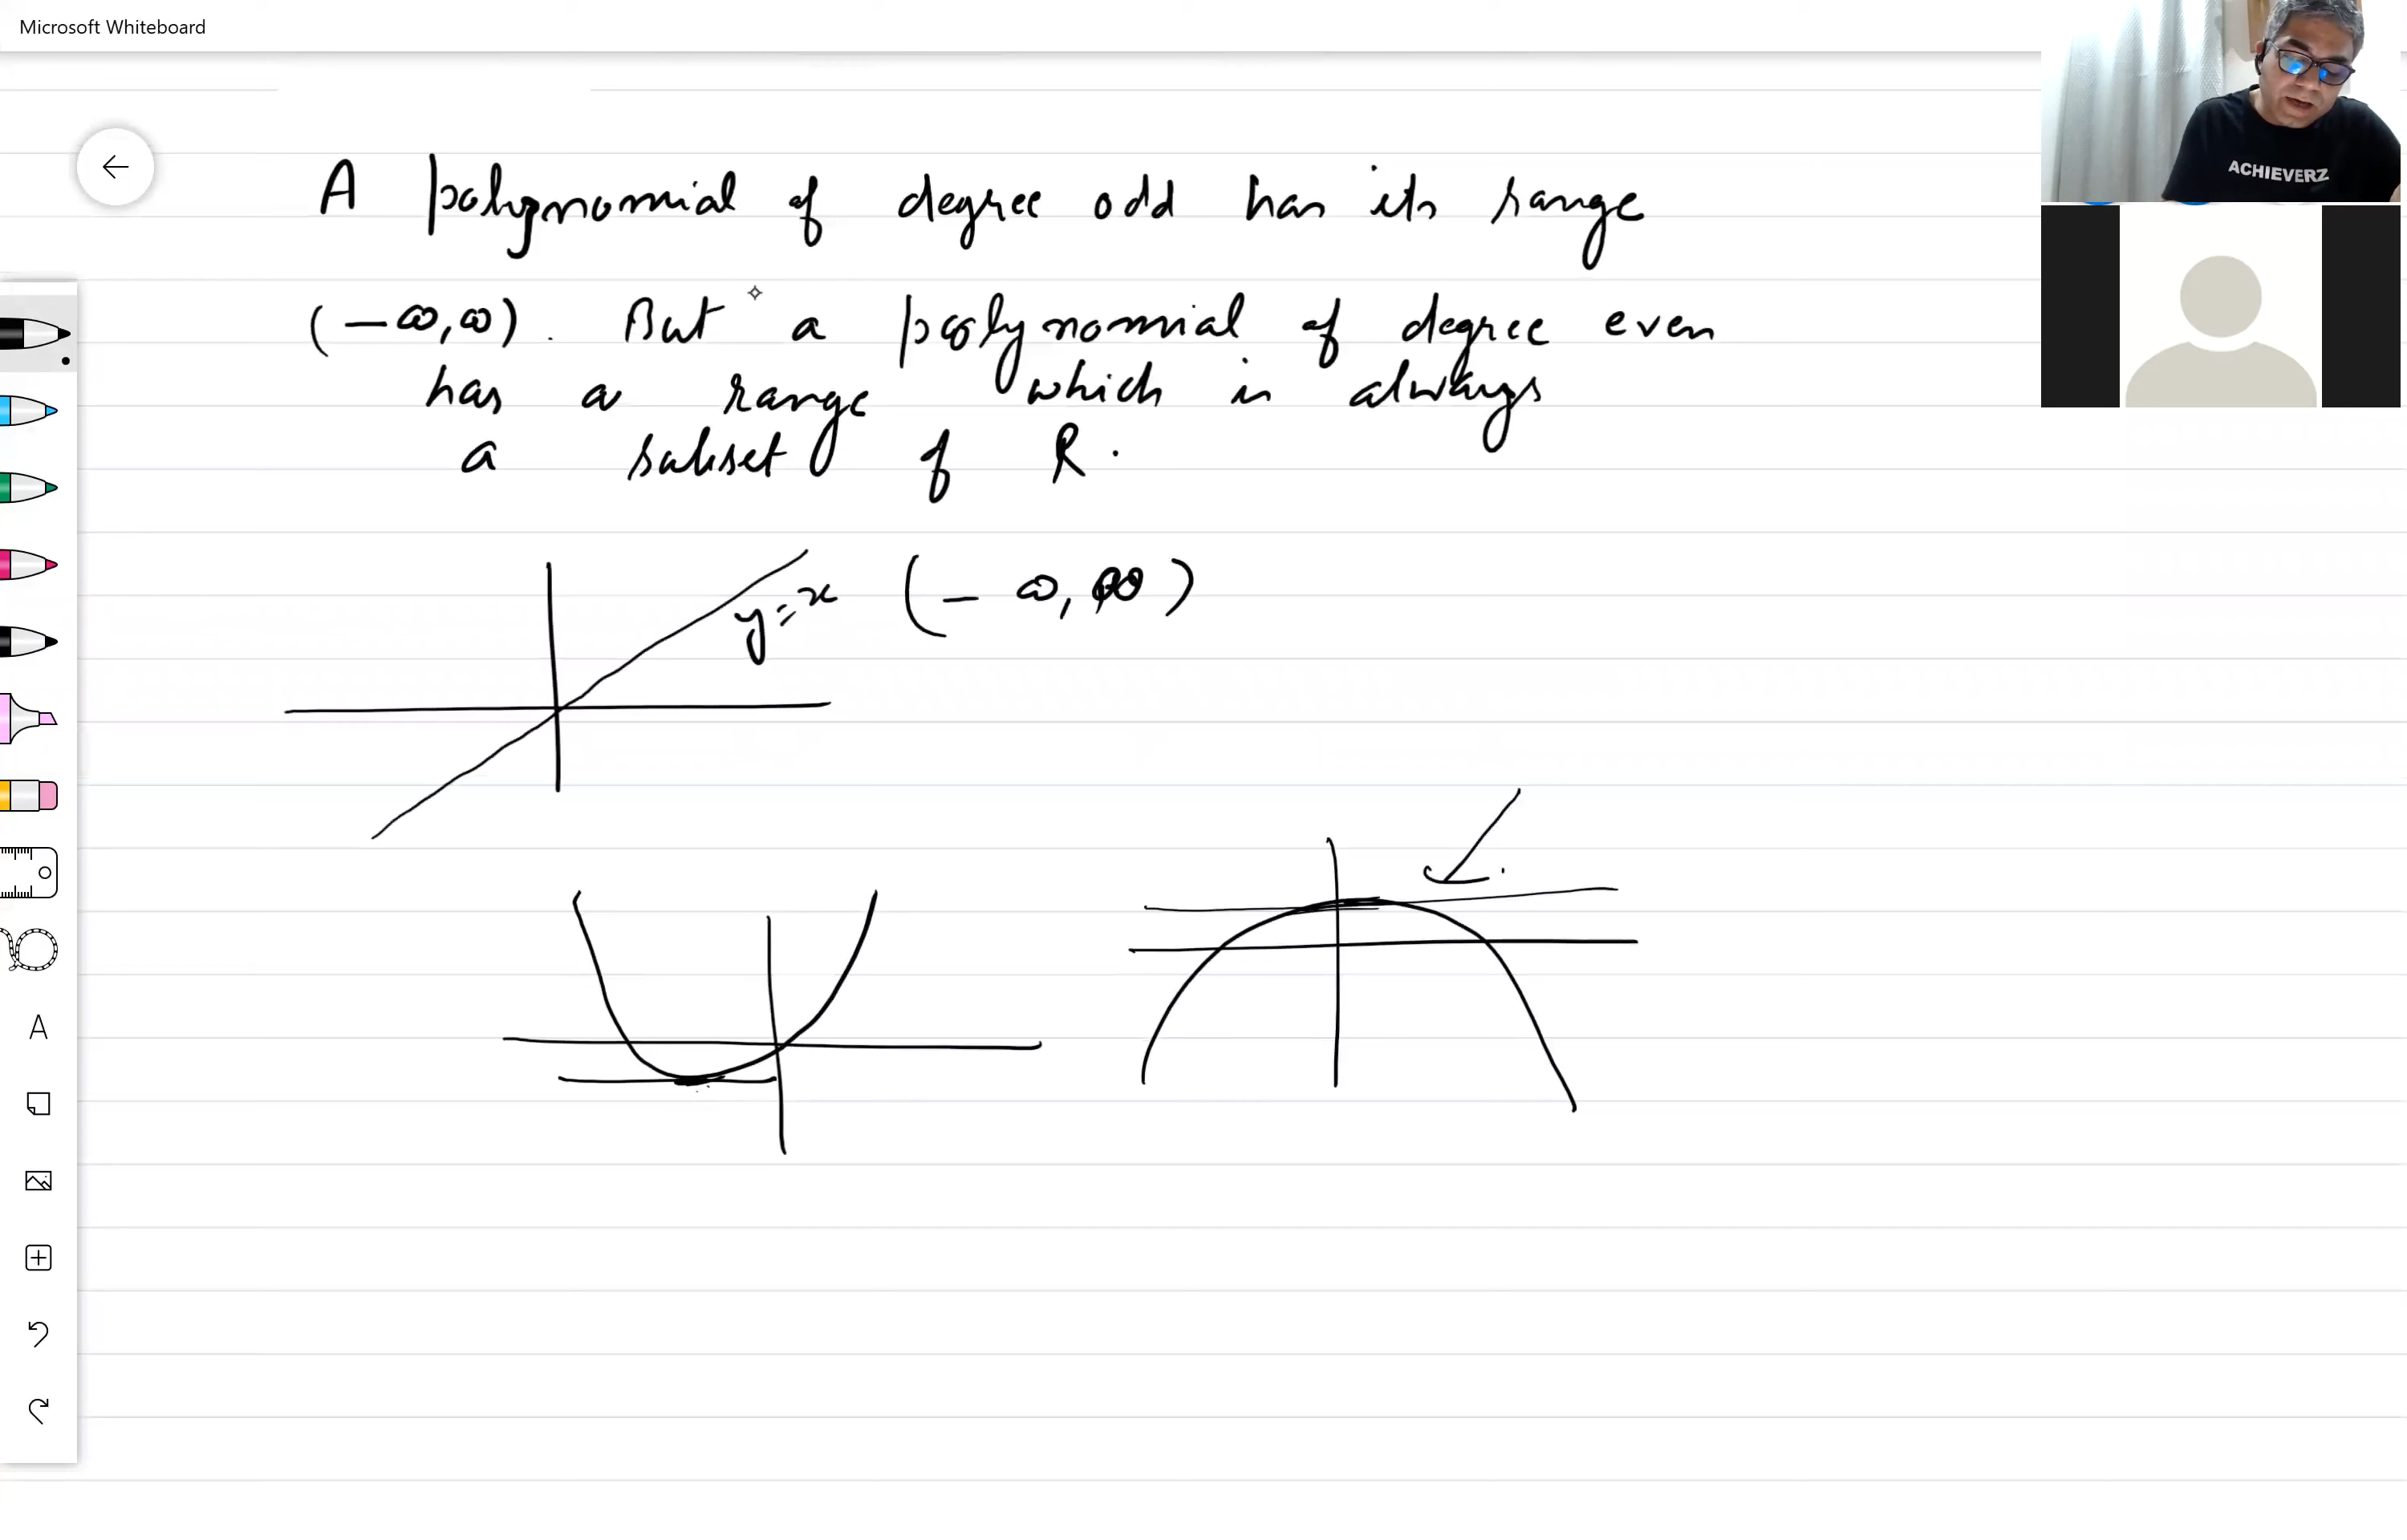 Microsoft Whiteboard
ACHIEVERZ
A polynomial of degree odd has its range
(-∞,∞). But a polynomial of degree even
has a range which is always
a subset of R.
y=x (-∞,∞)
A